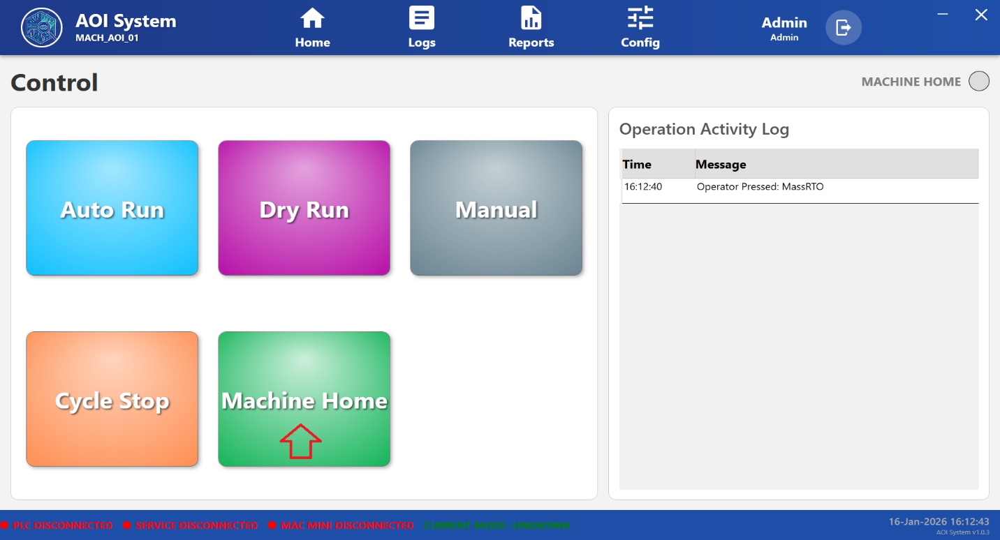 AOI System
MACH_AOI_01
Home
Logs
Reports
Config
Admin
Admin
Control
MACHINE HOME
Auto Run
Dry Run
Manual
Cycle Stop
Machine Home
Operation Activity Log
Time Message
16:12:40 Operator Pressed: MassRTO
PLC DISCONNECTED SERVICE DISCONNECTED MAC MINI DISCONNECTED CURRENT MODE: UNKNOWN
16-Jan-2026 16:12:43
AOI System v1.0.3